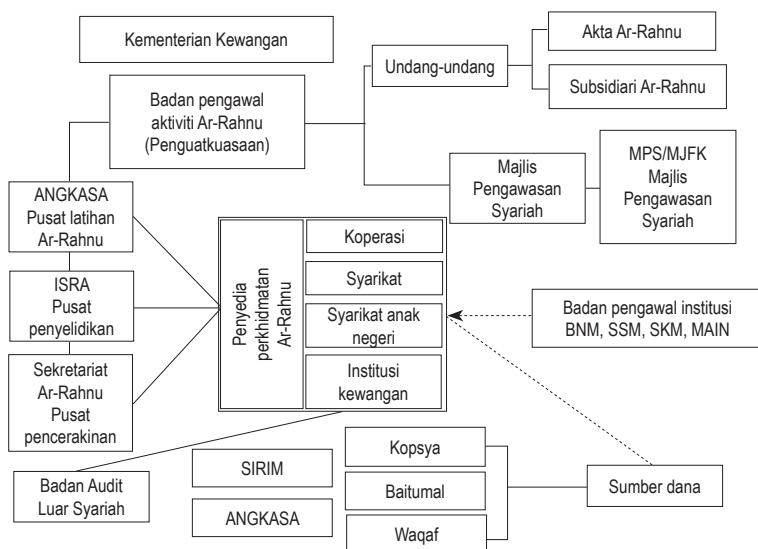 Kementerian Kewangan
Akta Ar-Rahnu
Undang-undang
Subsidiari Ar-Rahnu
Badan pengawal
aktiviti Ar-Rahnu
(Penguatkuasaan)
Majlis
Pengawasan
Syariah
MPS/MJFK
Majlis
Pengawasan
Syariah
ANGKASA
Pusat latihan
Ar-Rahnu
ISRA
Pusat
penyelidikan
Sekretariat
Ar-Rahnu
Pusat
pencerakinan
Penyedia
perkhidmatan
Ar-Rahnu
Koperasi
Syarikat
Syarikat anak
negeri
Institusi
kewangan
Badan pengawal institusi
BNM, SSM, SKM, MAIN
Badan Audit
Luar Syariah
SIRIM
ANGKASA
Kopsya
Baitumal
Waqaf
Sumber dana